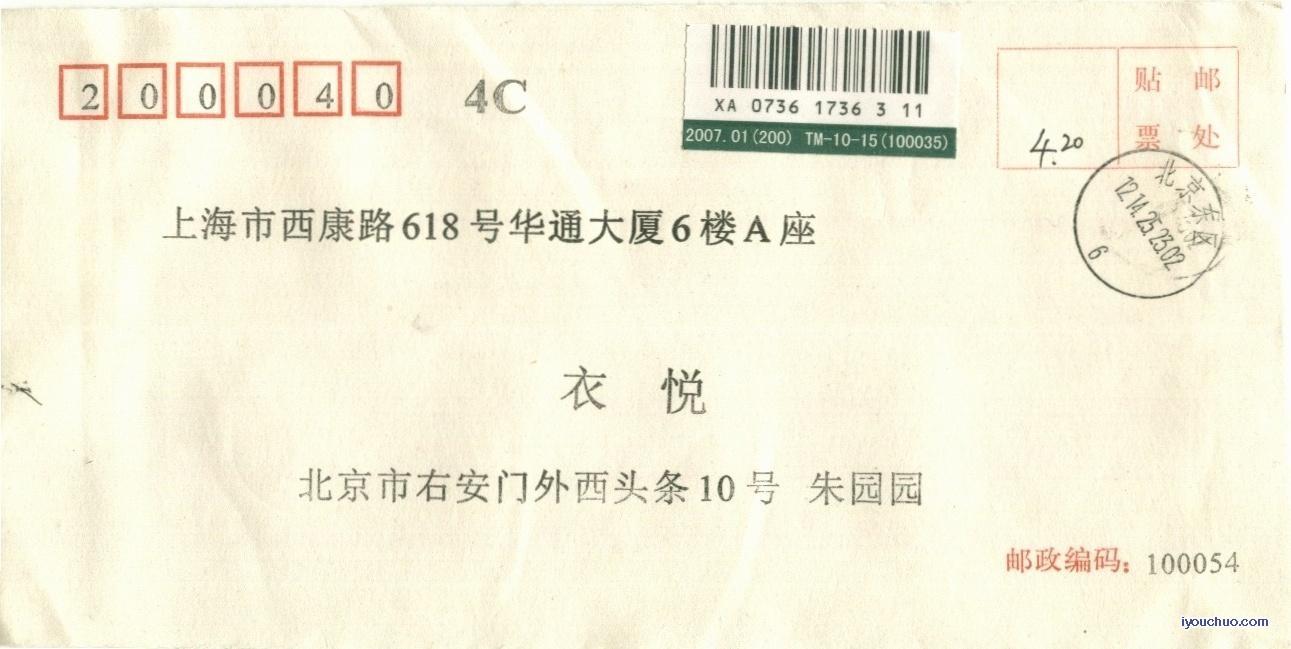 200040 4C
XA 0736 1736 3 11
2007.01(200) TM-10-15(100035)
贴 邮
票 处
4.20
北京东区
12.14.25.23.02
6
上海市西康路618号华通大厦6楼A座
衣 悦
北京市右安门外西头条10号 朱园园
邮政编码：100054
iyouchuo.com